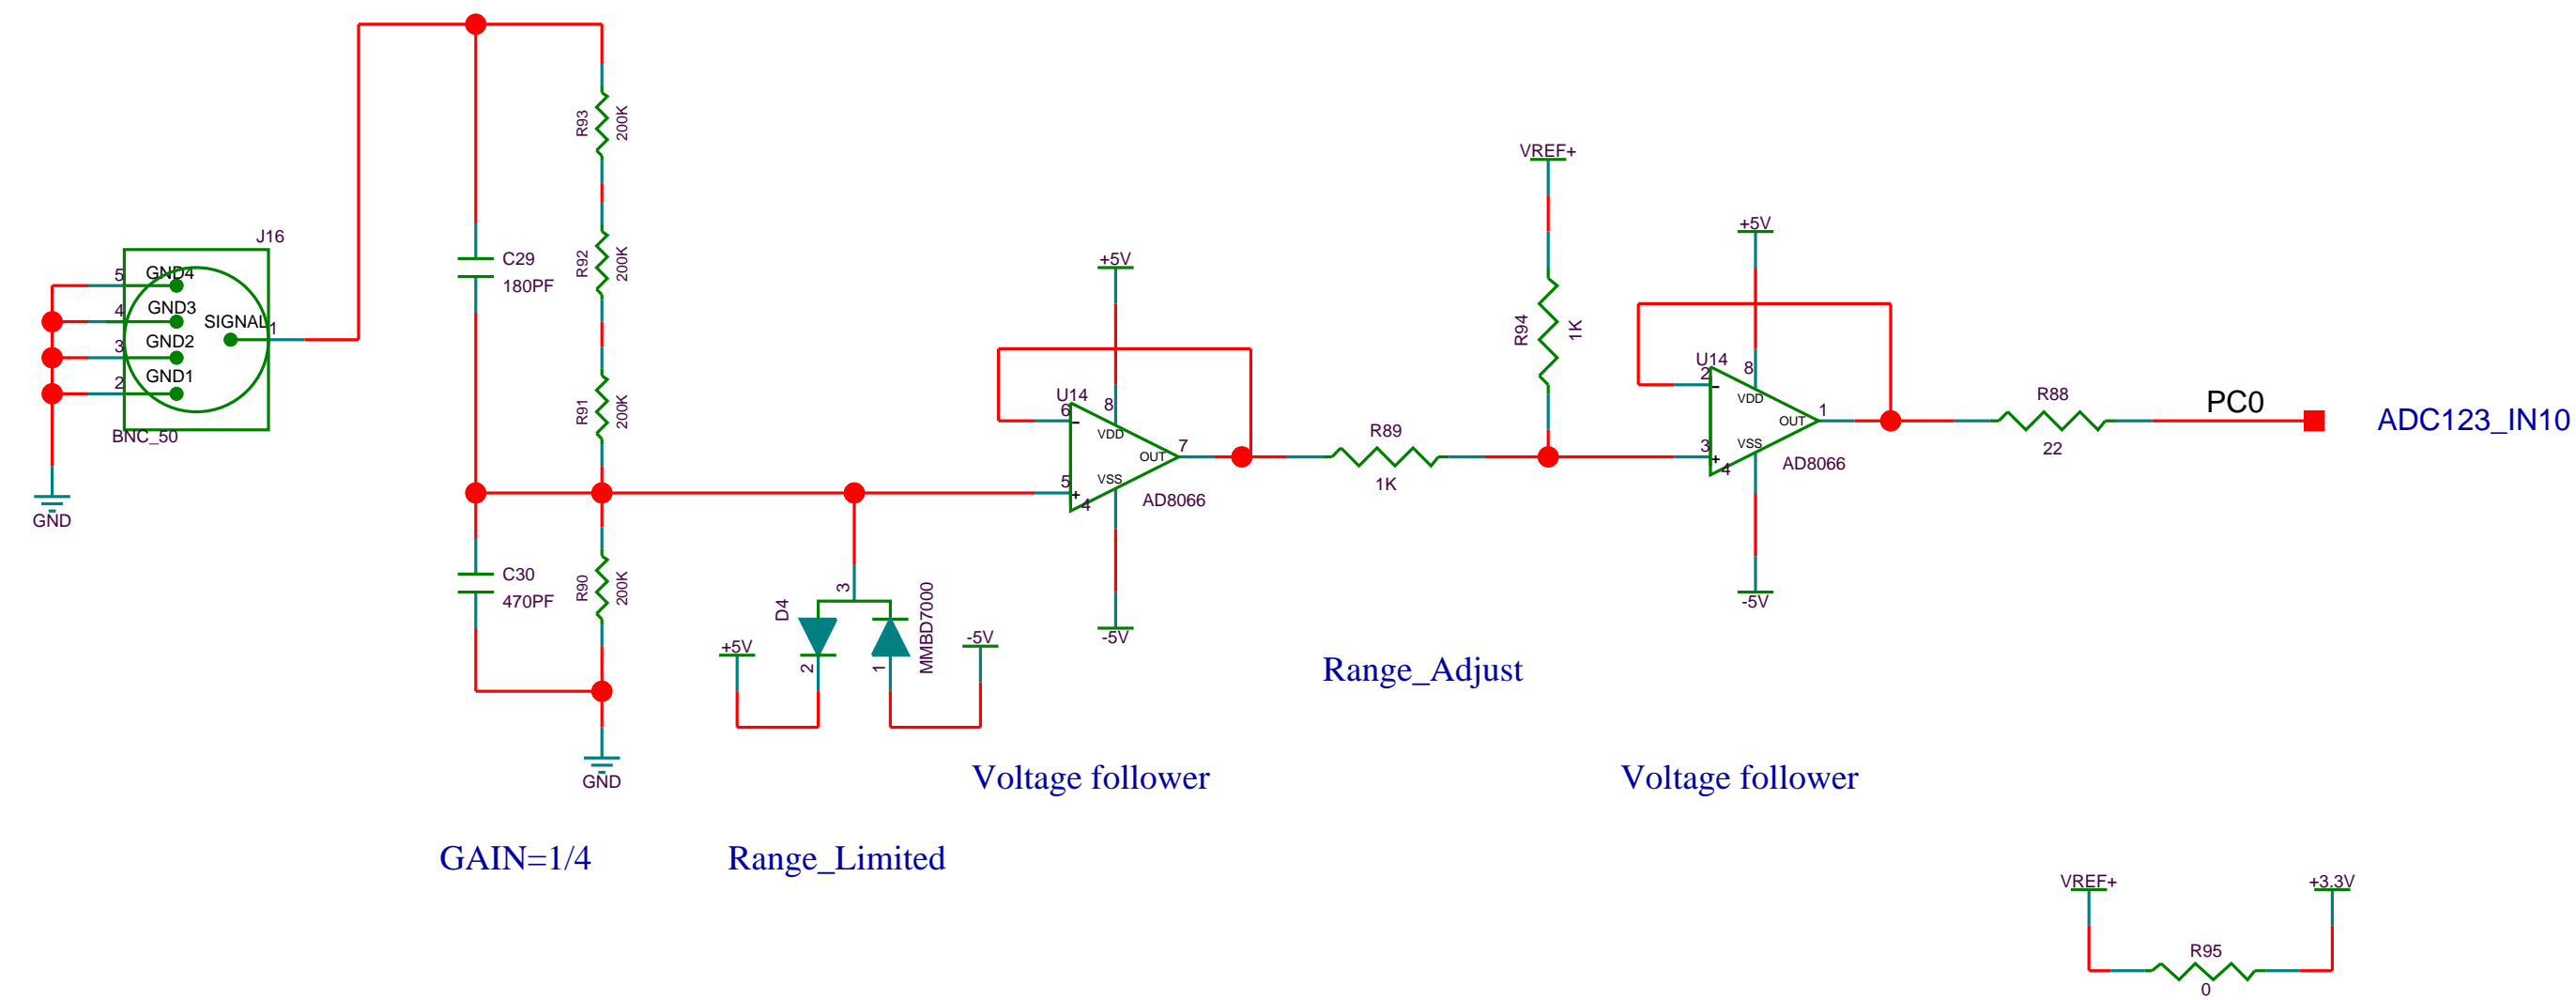 J16
5
GND4
4
GND3
SIGNAL
1
3
GND2
2
GND1
BNC_50
GND
C29
180PF
R93
200K
R92
200K
R91
200K
C30
470PF
R90
200K
GND
GAIN=1/4
D4
3
MMBD7000
+5V
2
1
-5V
Range_Limited
+5V
U14
6
8
-
VDD
OUT
7
5
+
VSS
4
AD8066
-5V
Voltage follower
R89
1K
VREF+
R94
1K
Range_Adjust
+5V
U14
2
8
-
VDD
OUT
1
3
+
VSS
4
AD8066
-5V
Voltage follower
R88
22
PC0
ADC123_IN10
VREF+
+3.3V
R95
0